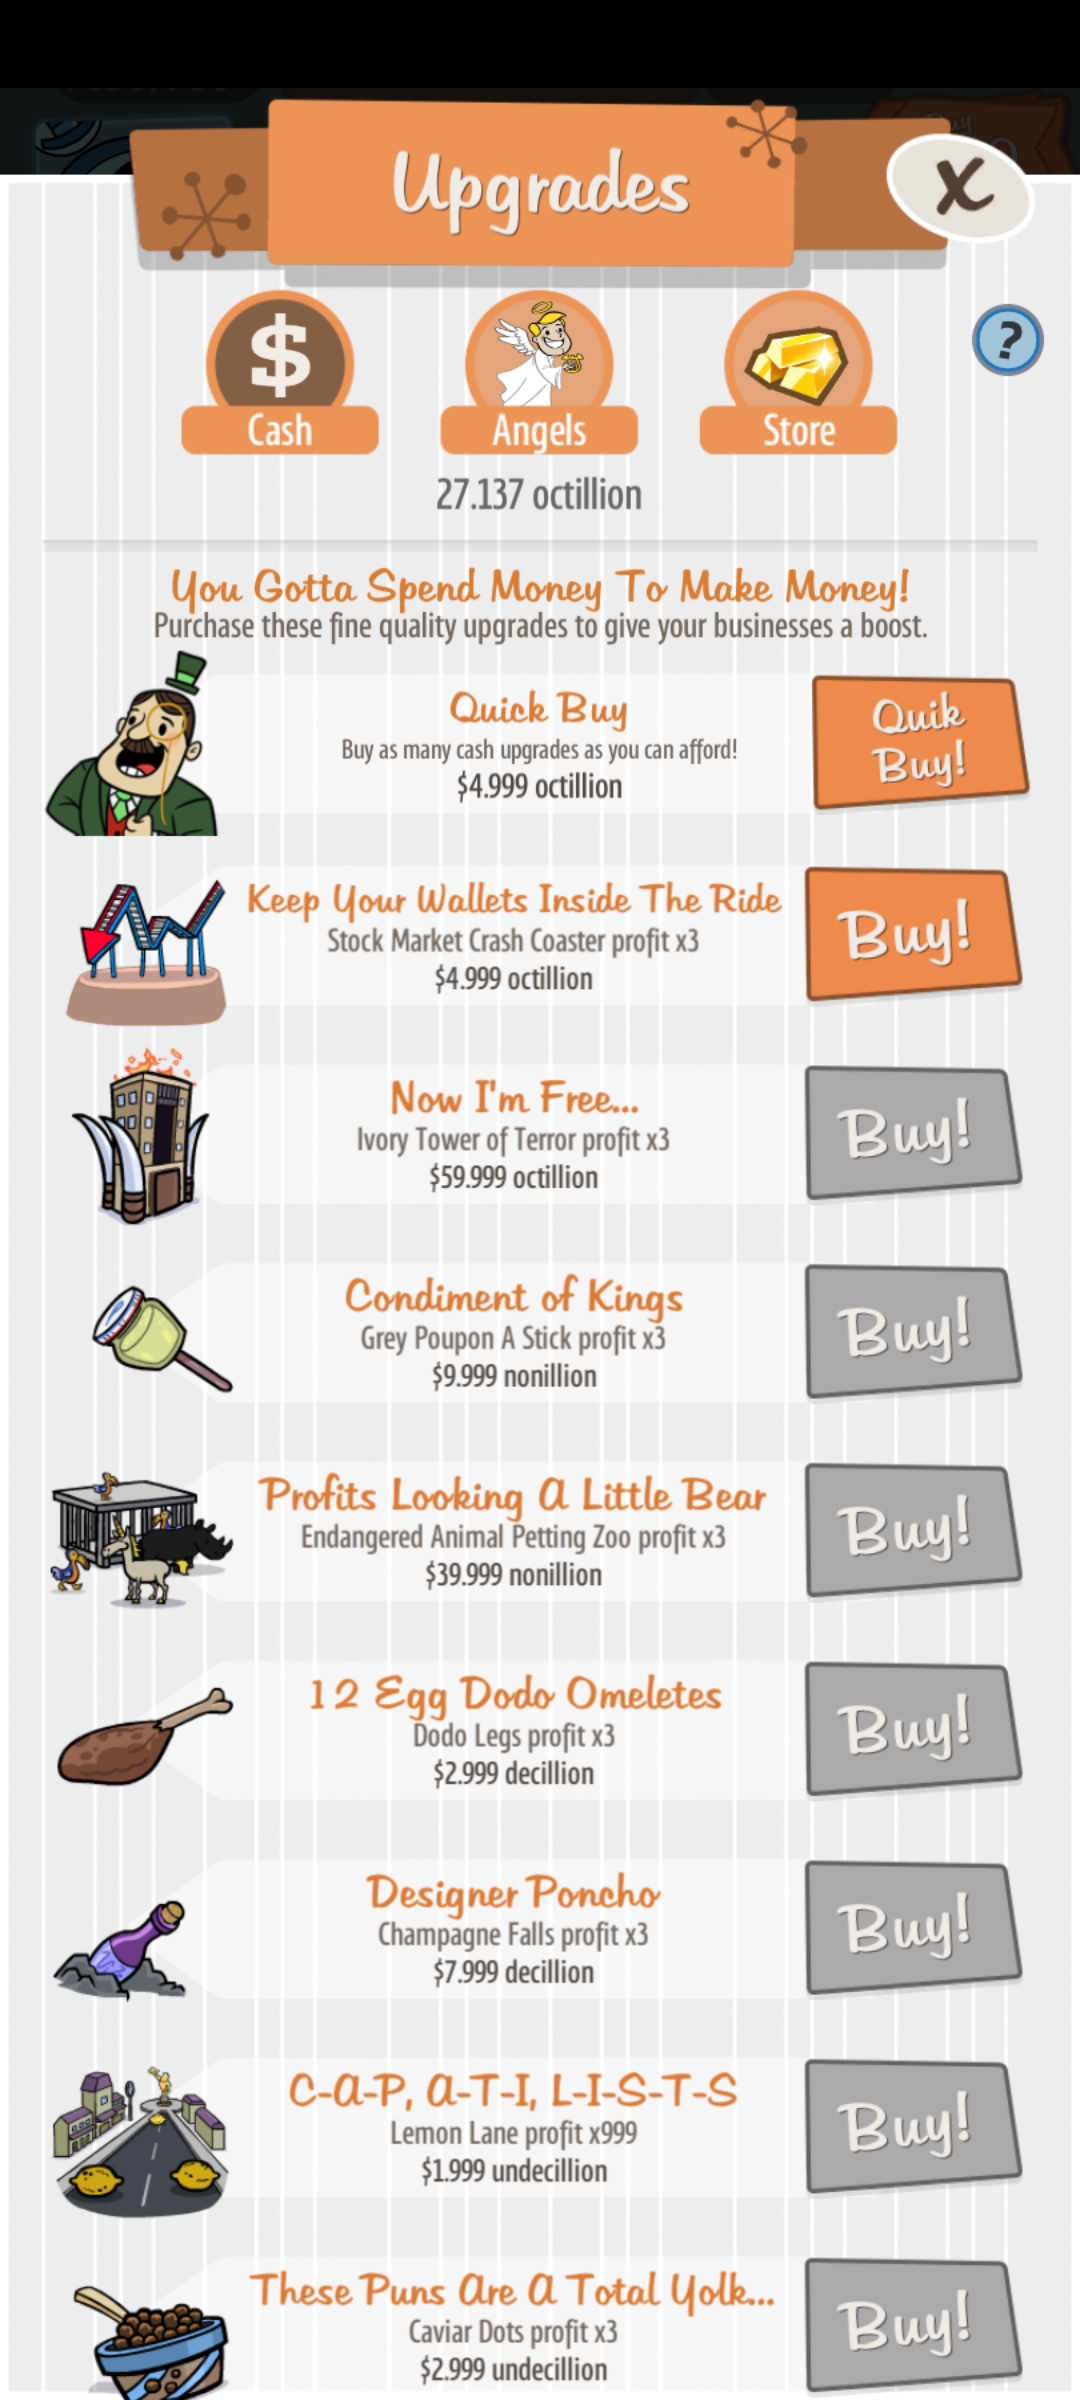 Upgrades
X
?
$
Cash
Angels
Store
27.137 octillion
You Gotta Spend Money To Make Money!
Purchase these fine quality upgrades to give your businesses a boost.
Quick Buy
Buy as many cash upgrades as you can afford!
$4.999 octillion
Quik
Buy!
Keep Your Wallets Inside The Ride
Stock Market Crash Coaster profit x3
$4.999 octillion
Buy!
Now I'm Free...
Ivory Tower of Terror profit x3
$59.999 octillion
Buy!
Condiment of Kings
Grey Poupon A Stick profit x3
$9.999 nonillion
Buy!
Profits Looking A Little Bear
Endangered Animal Petting Zoo profit x3
$39.999 nonillion
Buy!
12 Egg Dodo Omeletes
Dodo Legs profit x3
$2.999 decillion
Buy!
Designer Poncho
Champagne Falls profit x3
$7.999 decillion
Buy!
C-A-P, A-T-I, L-I-S-T-S
Lemon Lane profit x999
$1.999 undecillion
Buy!
These Puns Are A Total Yolk...
Caviar Dots profit x3
$2.999 undecillion
Buy!